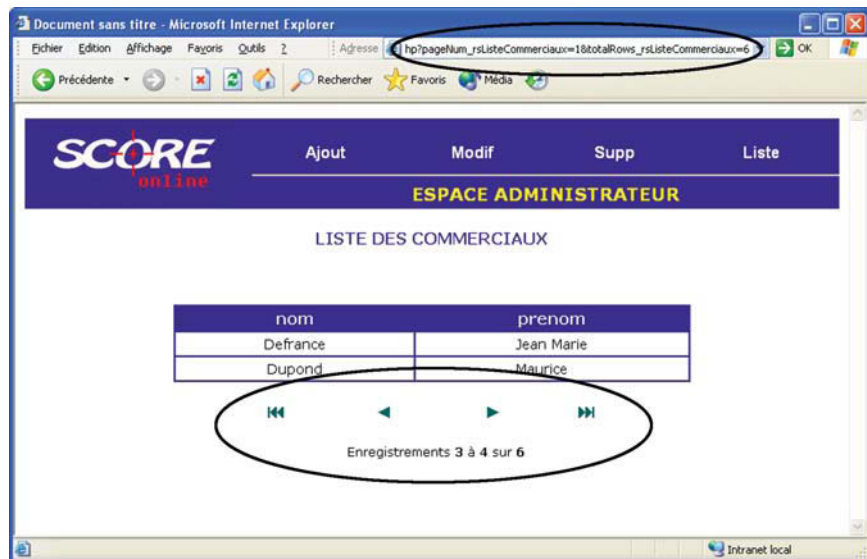 Document sans titre - Microsoft Internet Explorer
Fichier Edition Affichage Favoris Outils ? Adresse hp?pageNum_rsListeCommerciaux=1&totalRows_rsListeCommerciaux=6 OK
Précédente Rechercher Favoris Média
SCORE online
Ajout Modif Supp Liste
ESPACE ADMINISTRATEUR
LISTE DES COMMERCIAUX
nom prenom
Defrance Jean Marie
Dupond Maurice
Enregistrements 3 à 4 sur 6
Intranet local